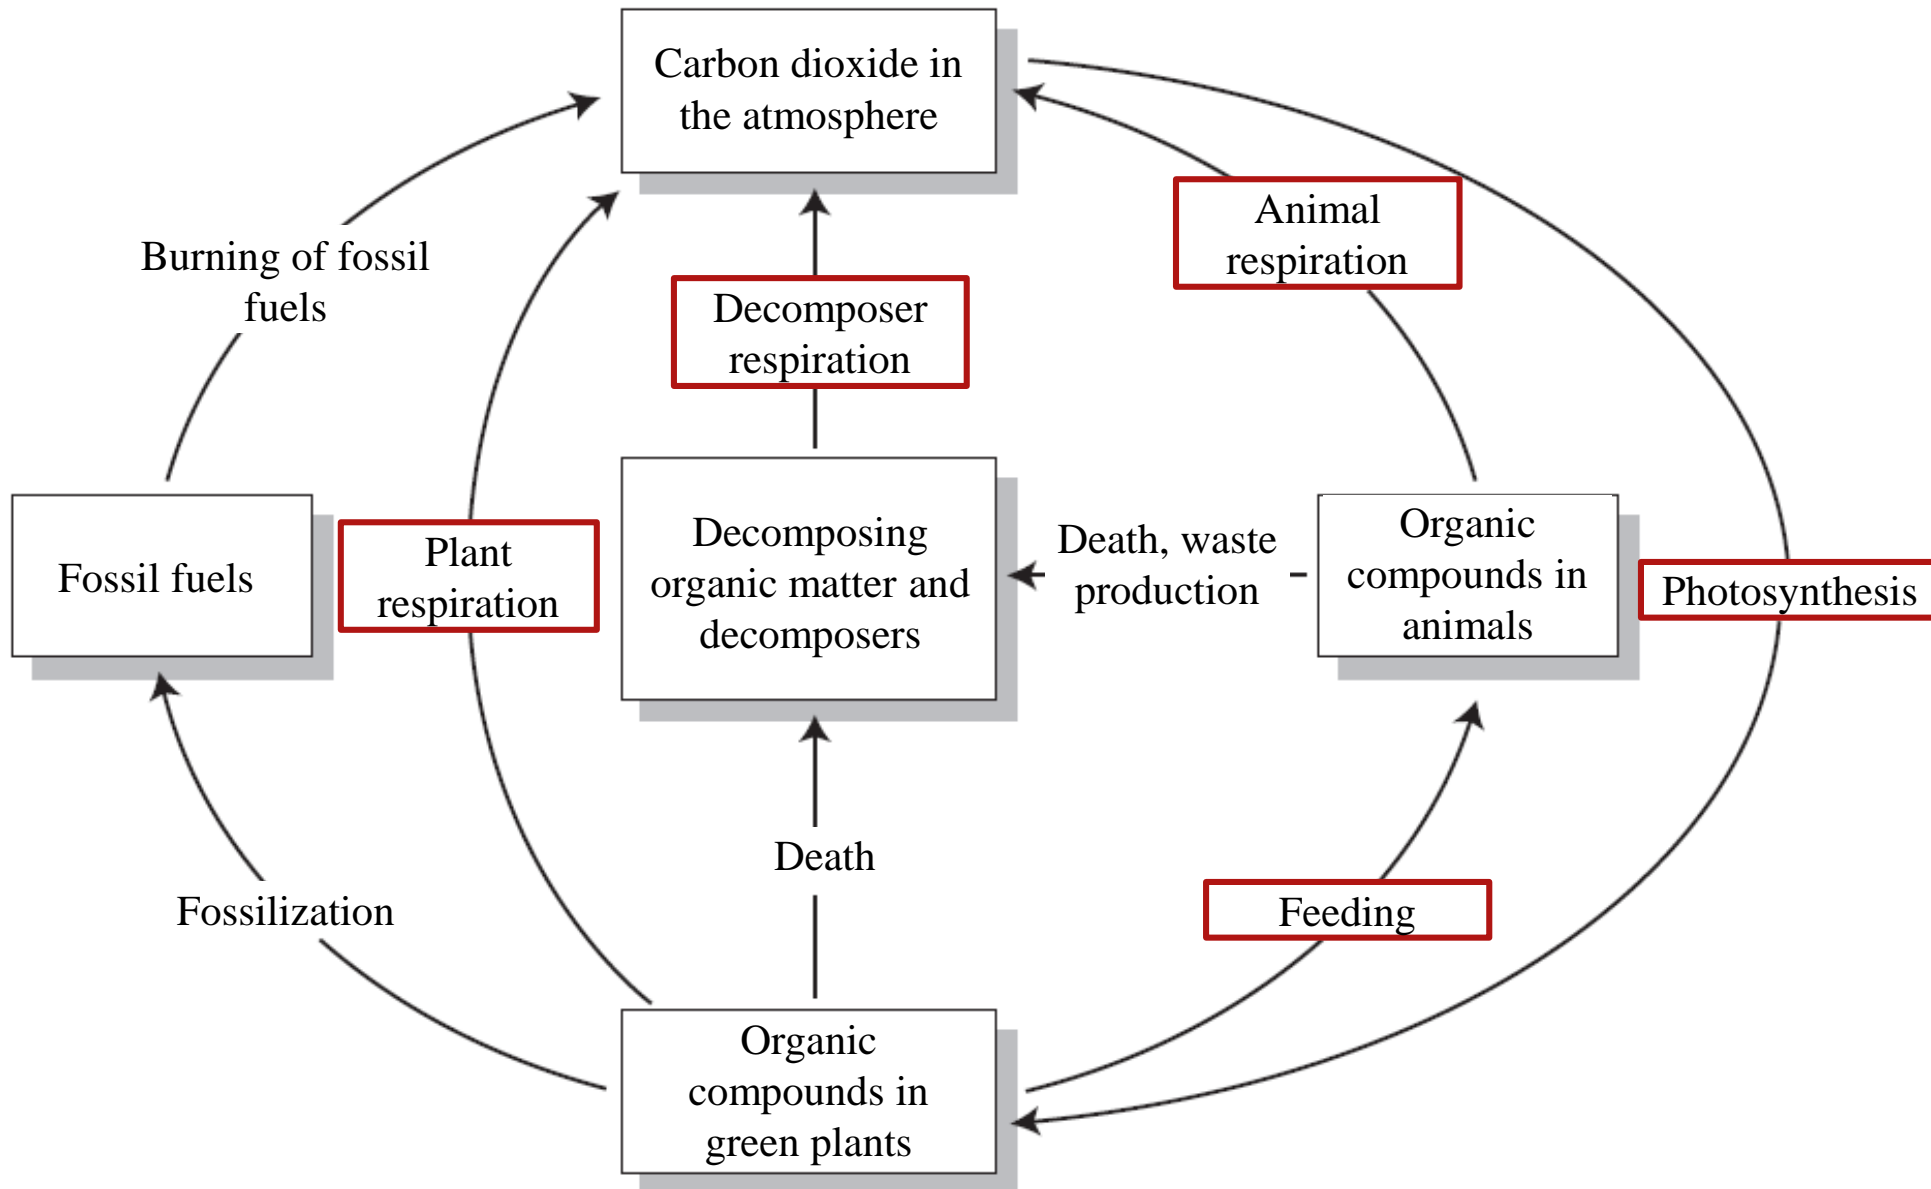 Carbon dioxide in
the atmosphere
Animal
respiration
Burning of fossil
fuels
Decomposer
respiration
Fossil fuels
Plant
respiration
Decomposing
organic matter and
decomposers
Death, waste
production
Organic
compounds in
animals
Photosynthesis
Death
Fossilization
Feeding
Organic
compounds in
green plants